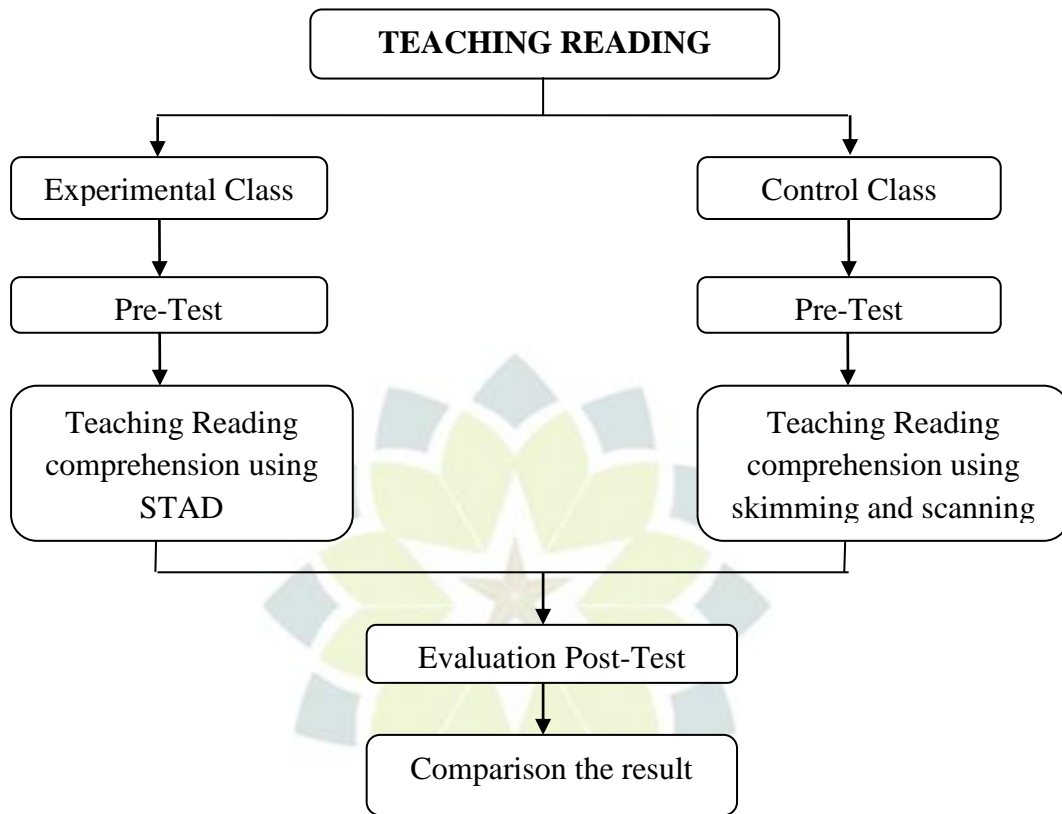 TEACHING READING
Experimental Class
Control Class
Pre-Test
Pre-Test
Teaching Reading
comprehension using
STAD
Teaching Reading
comprehension using
skimming and scanning
Evaluation Post-Test
Comparison the result